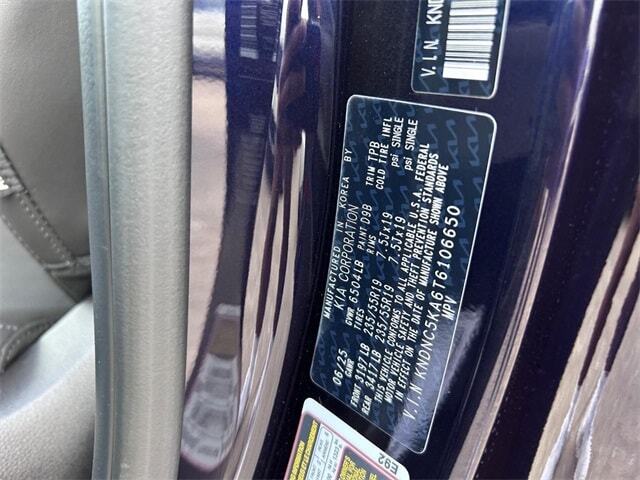 V.I.N KND
MANUFACTURED IN KOREA BY
KIA CORPORATION
06/25 GVWR 6504LB PAINT D9B TRIM TPB
GAWR TIRES RIMS COLD TIRE INFL
FRONT 3197LB 235/55R19 7.5Jx19 psi SINGLE
REAR 3417LB 235/55R19 7.5Jx19 psi SINGLE
THIS VEHICLE CONFORMS TO ALL APPLICABLE U.S.A. FEDERAL
MOTOR VEHICLE SAFETY AND THEFT PREVENTION STANDARDS
IN EFFECT ON THE DATE OF MANUFACTURE SHOWN ABOVE
V.I.N KNDNC5KA6T6106650
MPV
E92